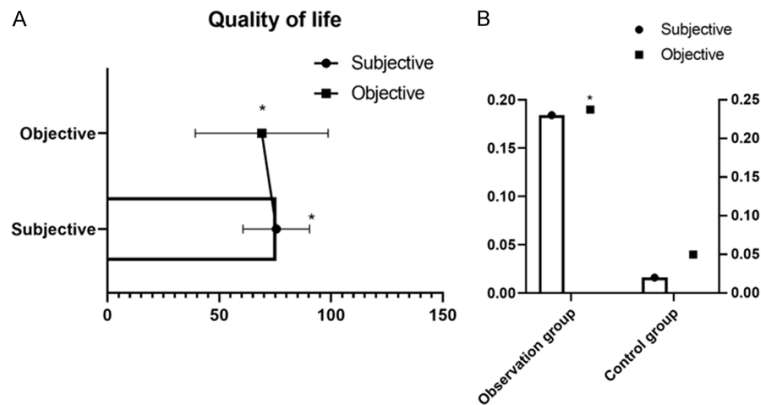 A
Quality of life
Subjective
Objective
*
Objective
*
Subjective
0
50
100
150
B
Subjective
Objective
*
0.20
0.15
0.10
0.05
0.00
0.25
0.20
0.15
0.10
0.05
0.00
Observation group
Control group